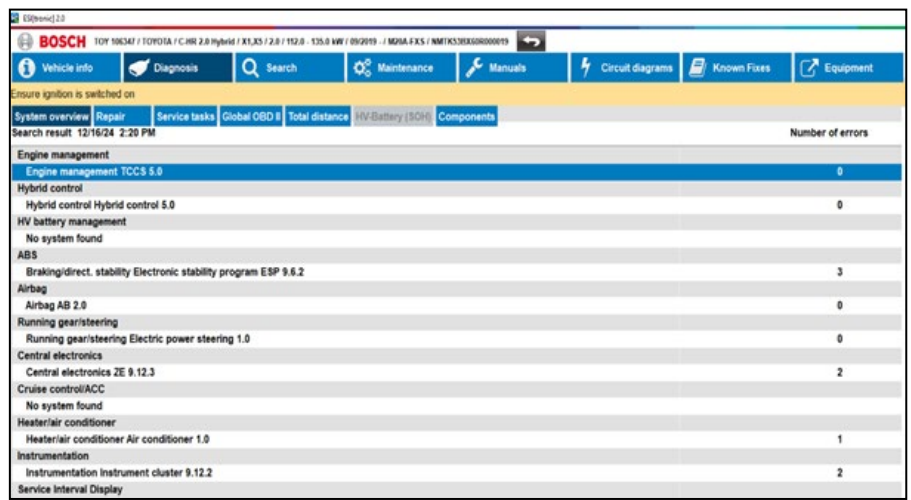 ESI[tronic] 2.0
BOSCH TOY 106347 / TOYOTA / C-HR 2.0 Hybrid / X1,X5 / 2.0 / 112.0 - 135.0 kW / 09/2019 - / M20A-FXS /
Vehicle info Diagnosis Search Maintenance Manuals Circuit diagrams Known Fixes Equipment
Ensure ignition is switched on
System overview Repair Service tasks Global OBD II Total distance HV-Battery (SOH) Components
Search result 12/16/24 2:20 PM Number of errors
Engine management
Engine management TCCS 5.0 0
Hybrid control
Hybrid control Hybrid control 5.0 0
HV battery management
No system found
ABS
Braking/direct. stability Electronic stability program ESP 9.6.2 3
Airbag
Airbag AB 2.0 0
Running gear/steering
Running gear/steering Electric power steering 1.0 0
Central electronics
Central electronics ZE 9.12.3 2
Cruise control/ACC
No system found
Heater/air conditioner
Heater/air conditioner Air conditioner 1.0 1
Instrumentation
Instrumentation Instrument cluster 9.12.2 2
Service Interval Display